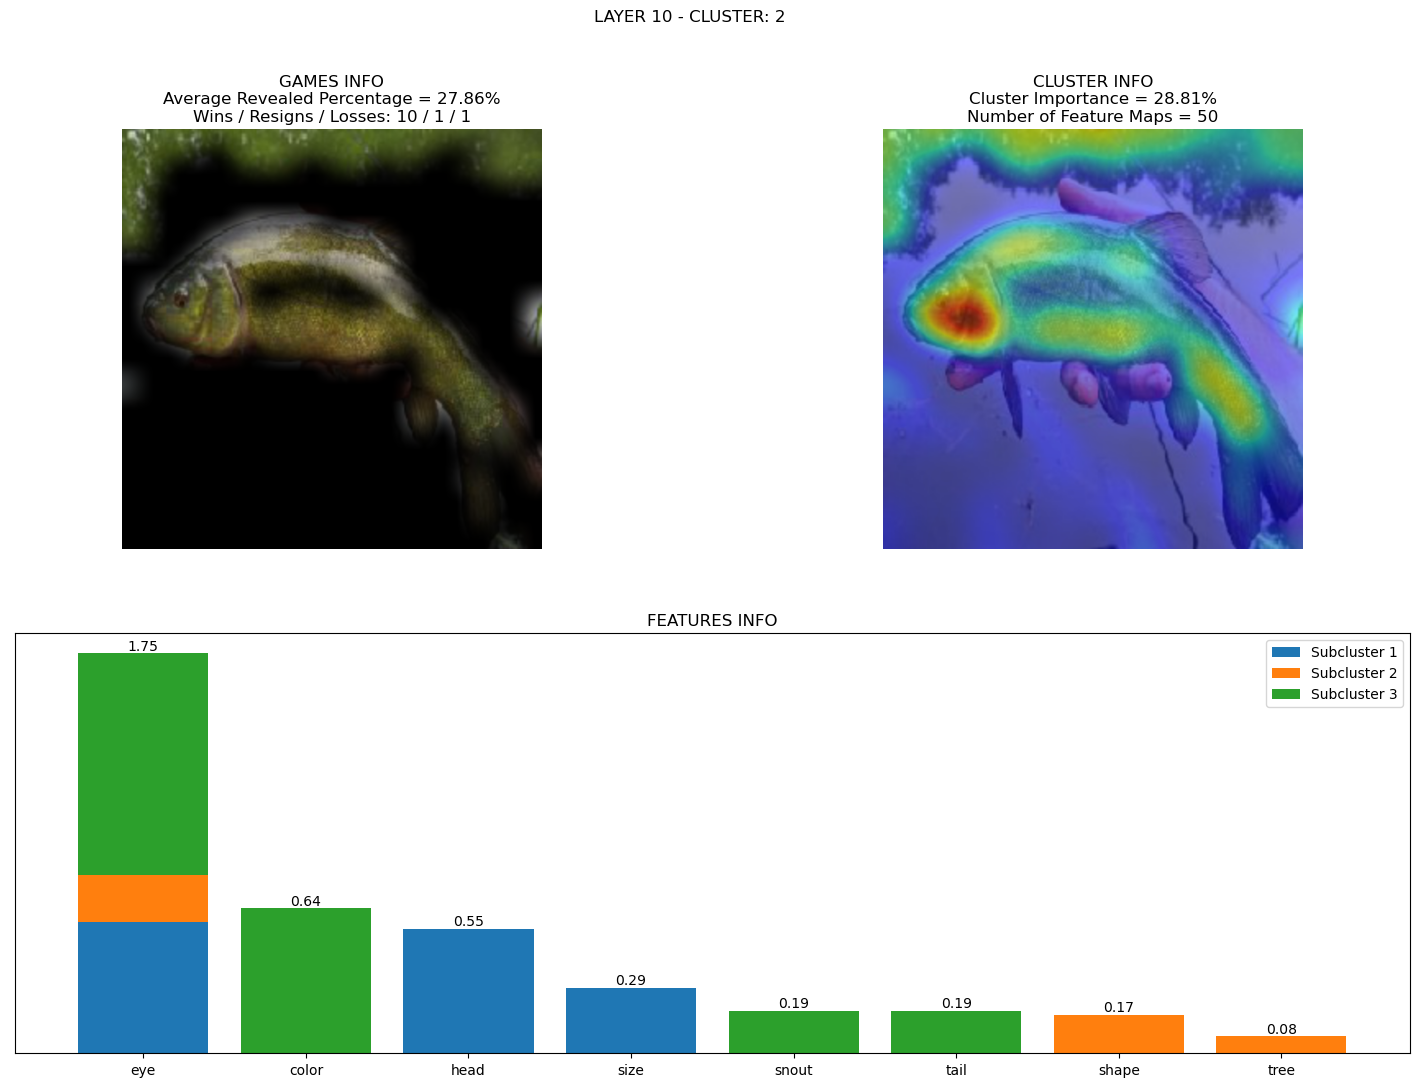 LAYER 10 - CLUSTER: 2
GAMES INFO
Average Revealed Percentage = 27.86%
Wins / Resigns / Losses: 10 / 1 / 1
CLUSTER INFO
Cluster Importance = 28.81%
Number of Feature Maps = 50
FEATURES INFO
Subcluster 1
Subcluster 2
Subcluster 3
1.75
0.64
0.55
0.29
0.19
0.19
0.17
0.08
eye
color
head
size
snout
tail
shape
tree